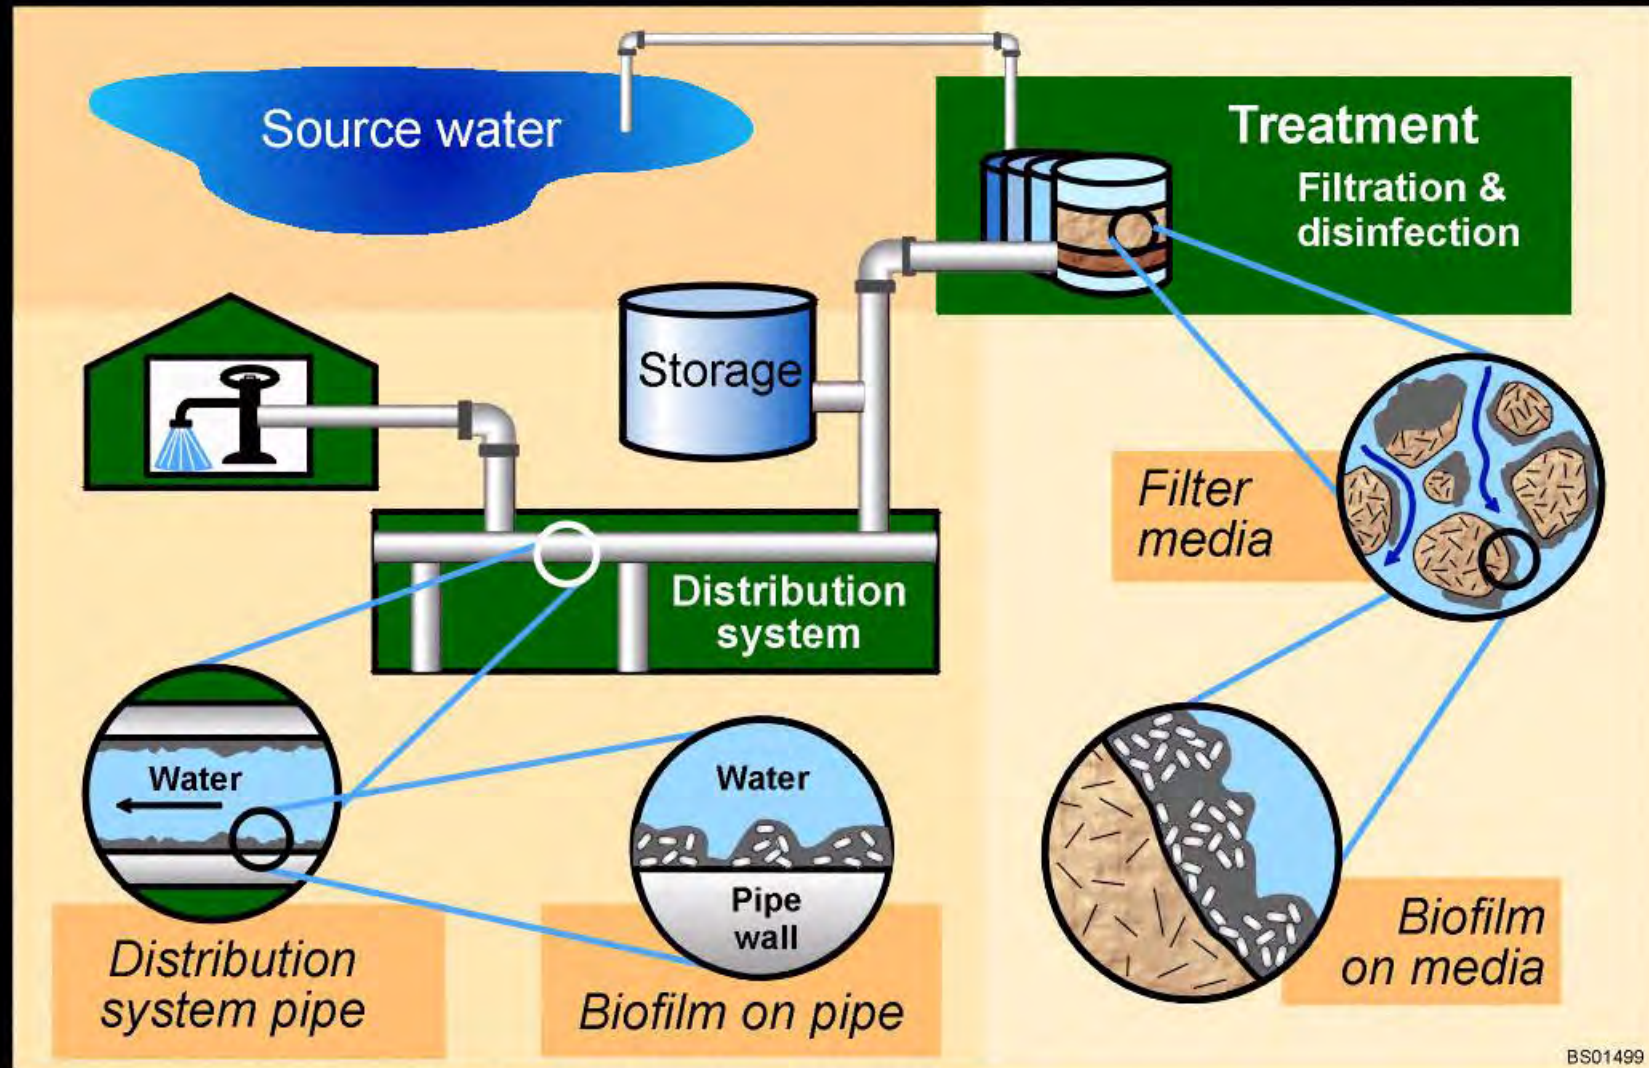 Source water
Treatment
Filtration &
disinfection
Storage
Filter
media
Distribution
system
Water
Water
Pipe
wall
Distribution
system pipe
Biofilm on pipe
Biofilm
on media
BS01499